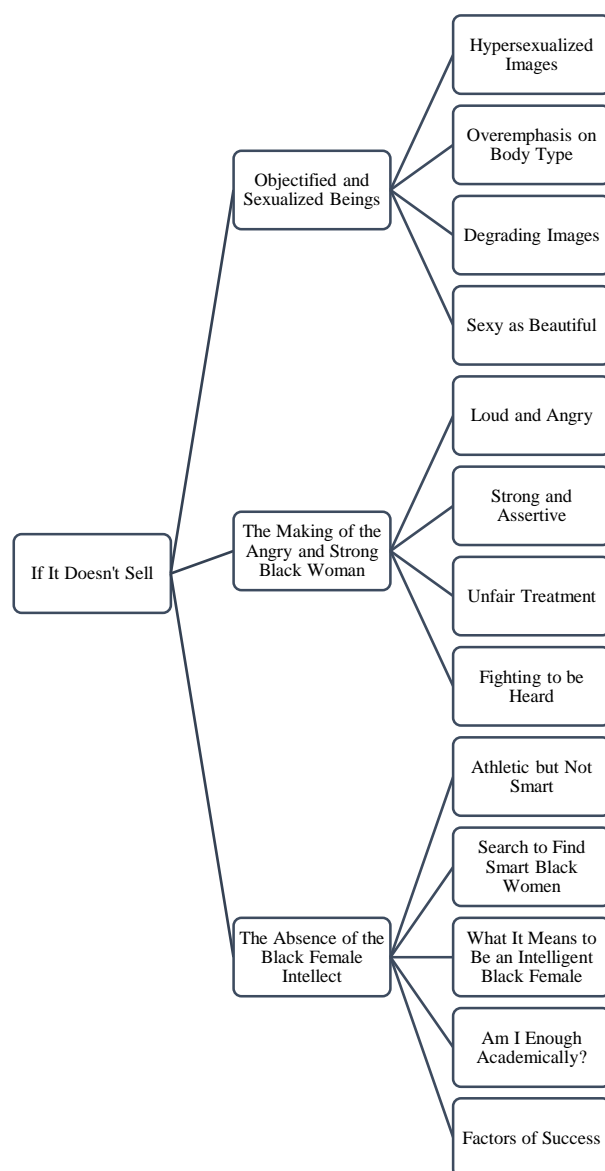 Hypersexualized
Images
Overemphasis on
Body Type
Objectified and
Sexualized Beings
Degrading Images
Sexy as Beautiful
Loud and Angry
Strong and
Assertive
If It Doesn't Sell
The Making of the
Angry and Strong
Black Woman
Unfair Treatment
Fighting to be
Heard
Athletic but Not
Smart
Search to Find
Smart Black
Women
The Absence of the
Black Female
Intellect
What It Means to
Be an Intelligent
Black Female
Am I Enough
Academically?
Factors of Success